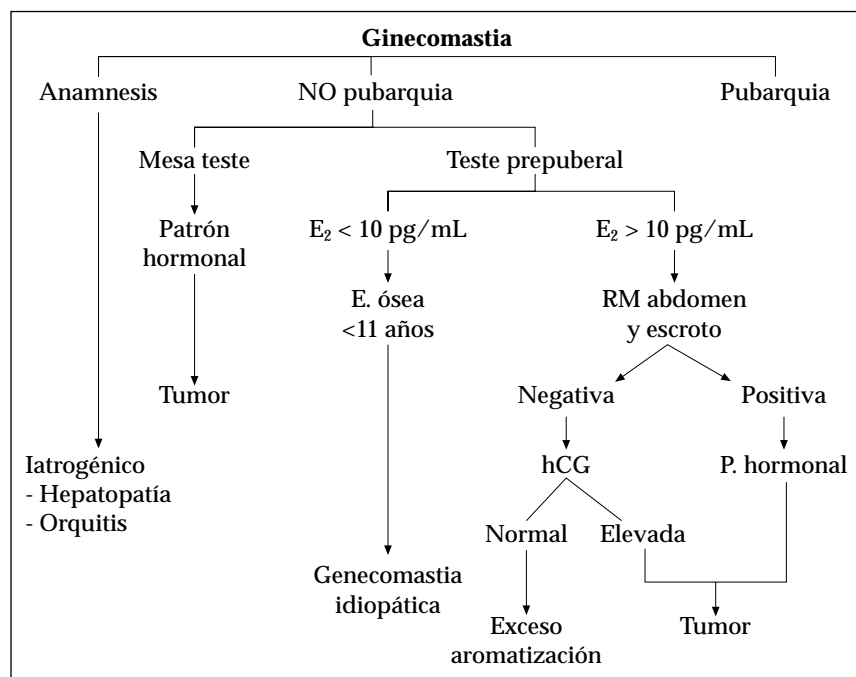 Ginecomastia
Anamnesis
NO pubarquia
Pubarquia
Mesa teste
Teste prepuberal
Patrón
hormonal
E₂ < 10 pg/mL
E₂ > 10 pg/mL
E. ósea
<11 años
RM abdomen
y escroto
Tumor
Negativa
Positiva
Iatrogénico
- Hepatopatía
- Orquitis
hCG
P. hormonal
Normal
Elevada
Genecomastia
idiopática
Exceso
aromatización
Tumor